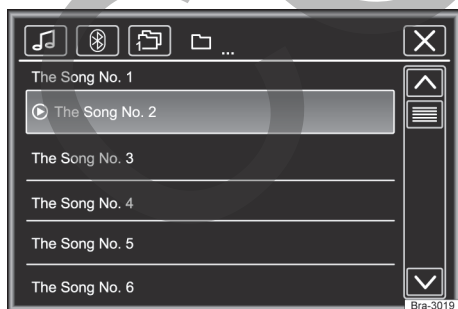 ...
The Song No. 1
The Song No. 2
The Song No. 3
The Song No. 4
The Song No. 5
The Song No. 6
Bra-3019